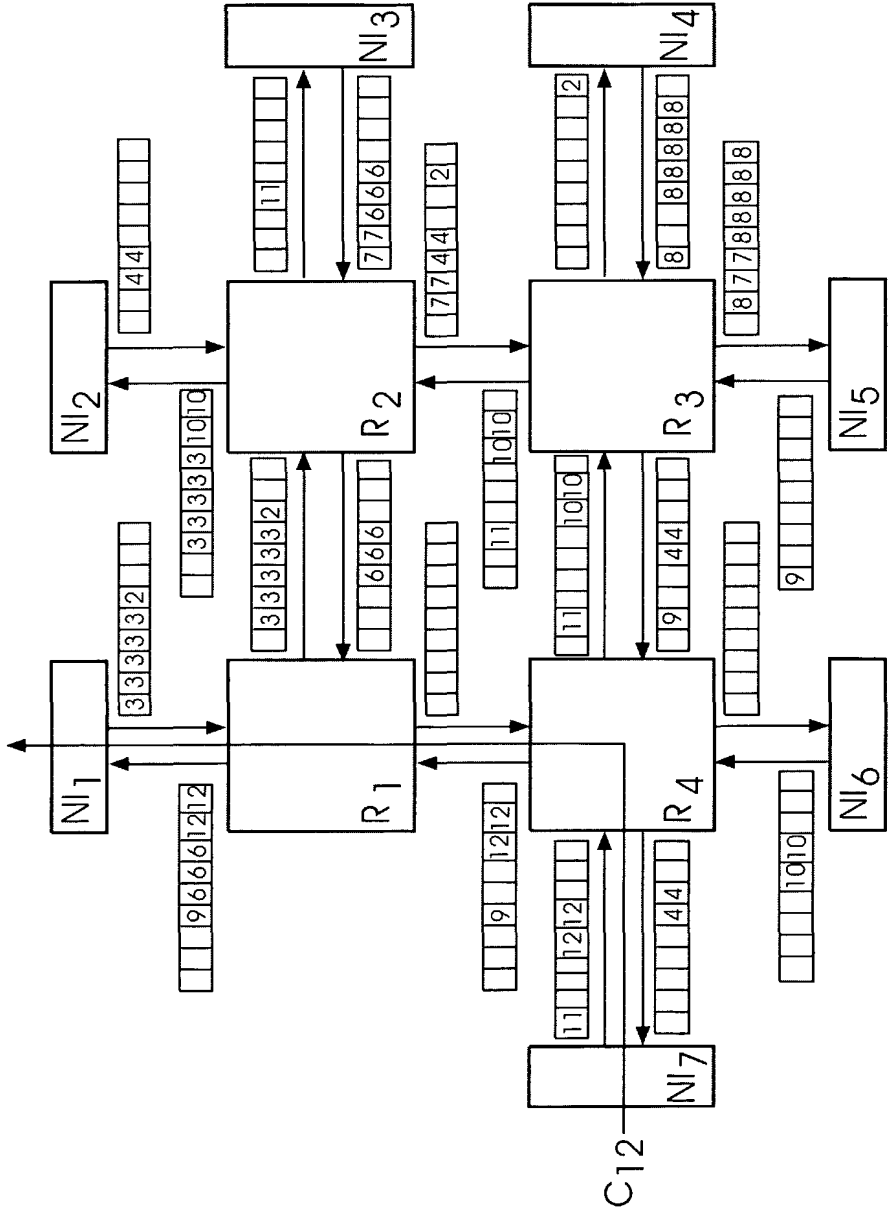 NI1
NI2
3 3 3 3 3 2
4 4
9 6 6 6 12 12
3 3 3 3 3 10 10
NI3
R1
3 3 3 3 3 2
R2
11
6 6 6
7 7 6 6 6
7 7 4 4 2
9 12 12
11 10 10
C12
NI7
11 12 12
4 4
R4
11 10 10
9 4 4
R3
2
8 8 8 8 8 8
NI4
8 7 7 8 8 8 8 8
10 10
9
NI6
NI5